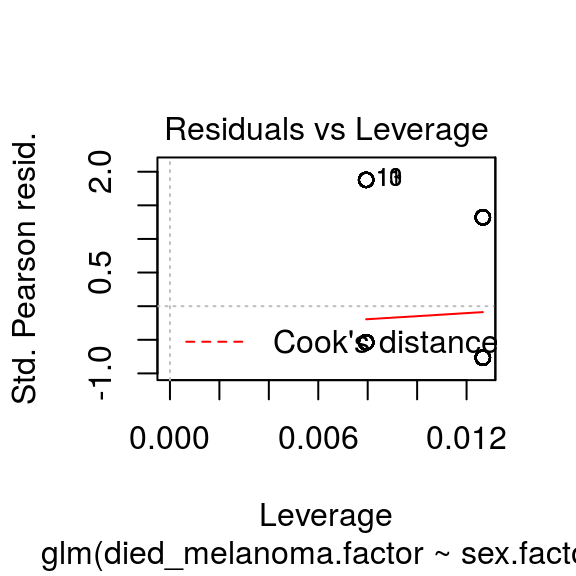 Residuals vs Leverage
Std. Pearson resid.
2.0
0.5
-1.0
Cook's distance
0.000 0.006 0.012
Leverage
glm(died_melanoma.factor ~ sex.facto